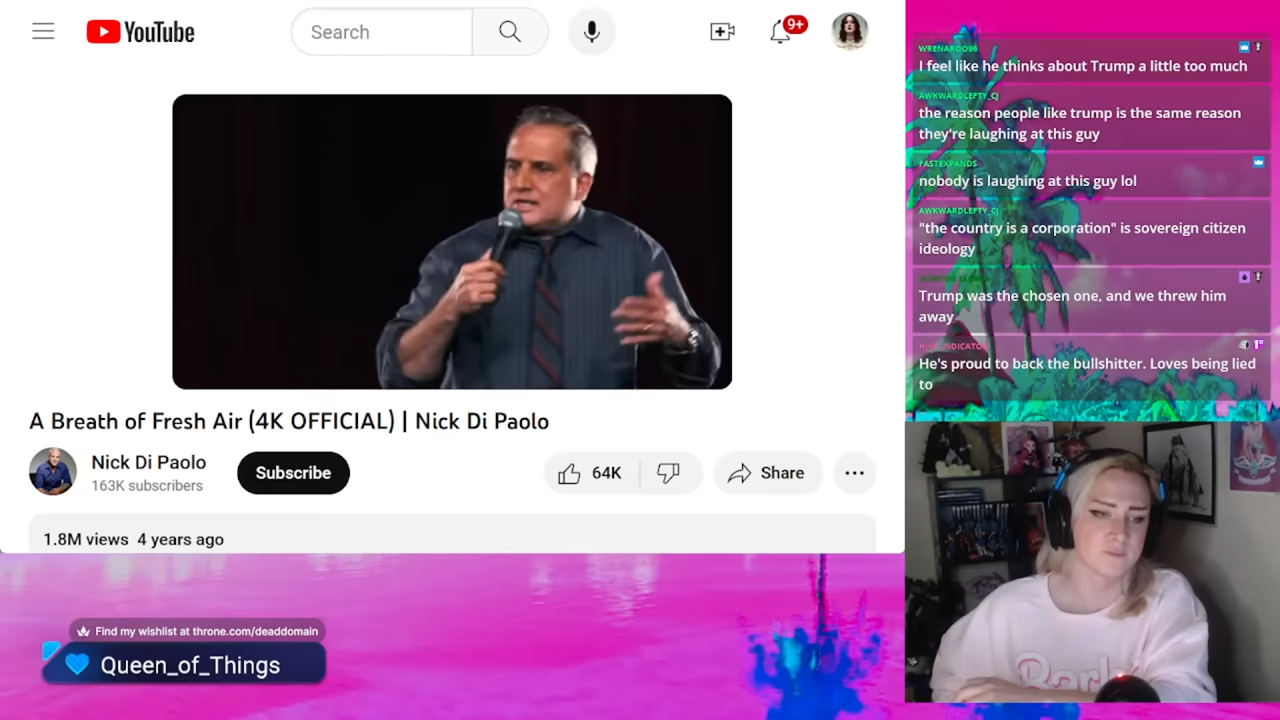 YouTube
Search
9+
A Breath of Fresh Air (4K OFFICIAL) | Nick Di Paolo
Nick Di Paolo
163K subscribers
Subscribe
64K
Share
1.8M views 4 years ago
Find my wishlist at throne.com/deaddomain
Queen_of_Things
WRENAROO96
I feel like he thinks about Trump a little too much
AWKWARDLEFTY_CJ
the reason people like trump is the same reason
they're laughing at this guy
FASTEXPANDS
nobody is laughing at this guy lol
AWKWARDLEFTY_CJ
"the country is a corporation" is sovereign citizen
ideology
Trump was the chosen one, and we threw him
away
He's proud to back the bullshitter. Loves being lied
to
Barbie